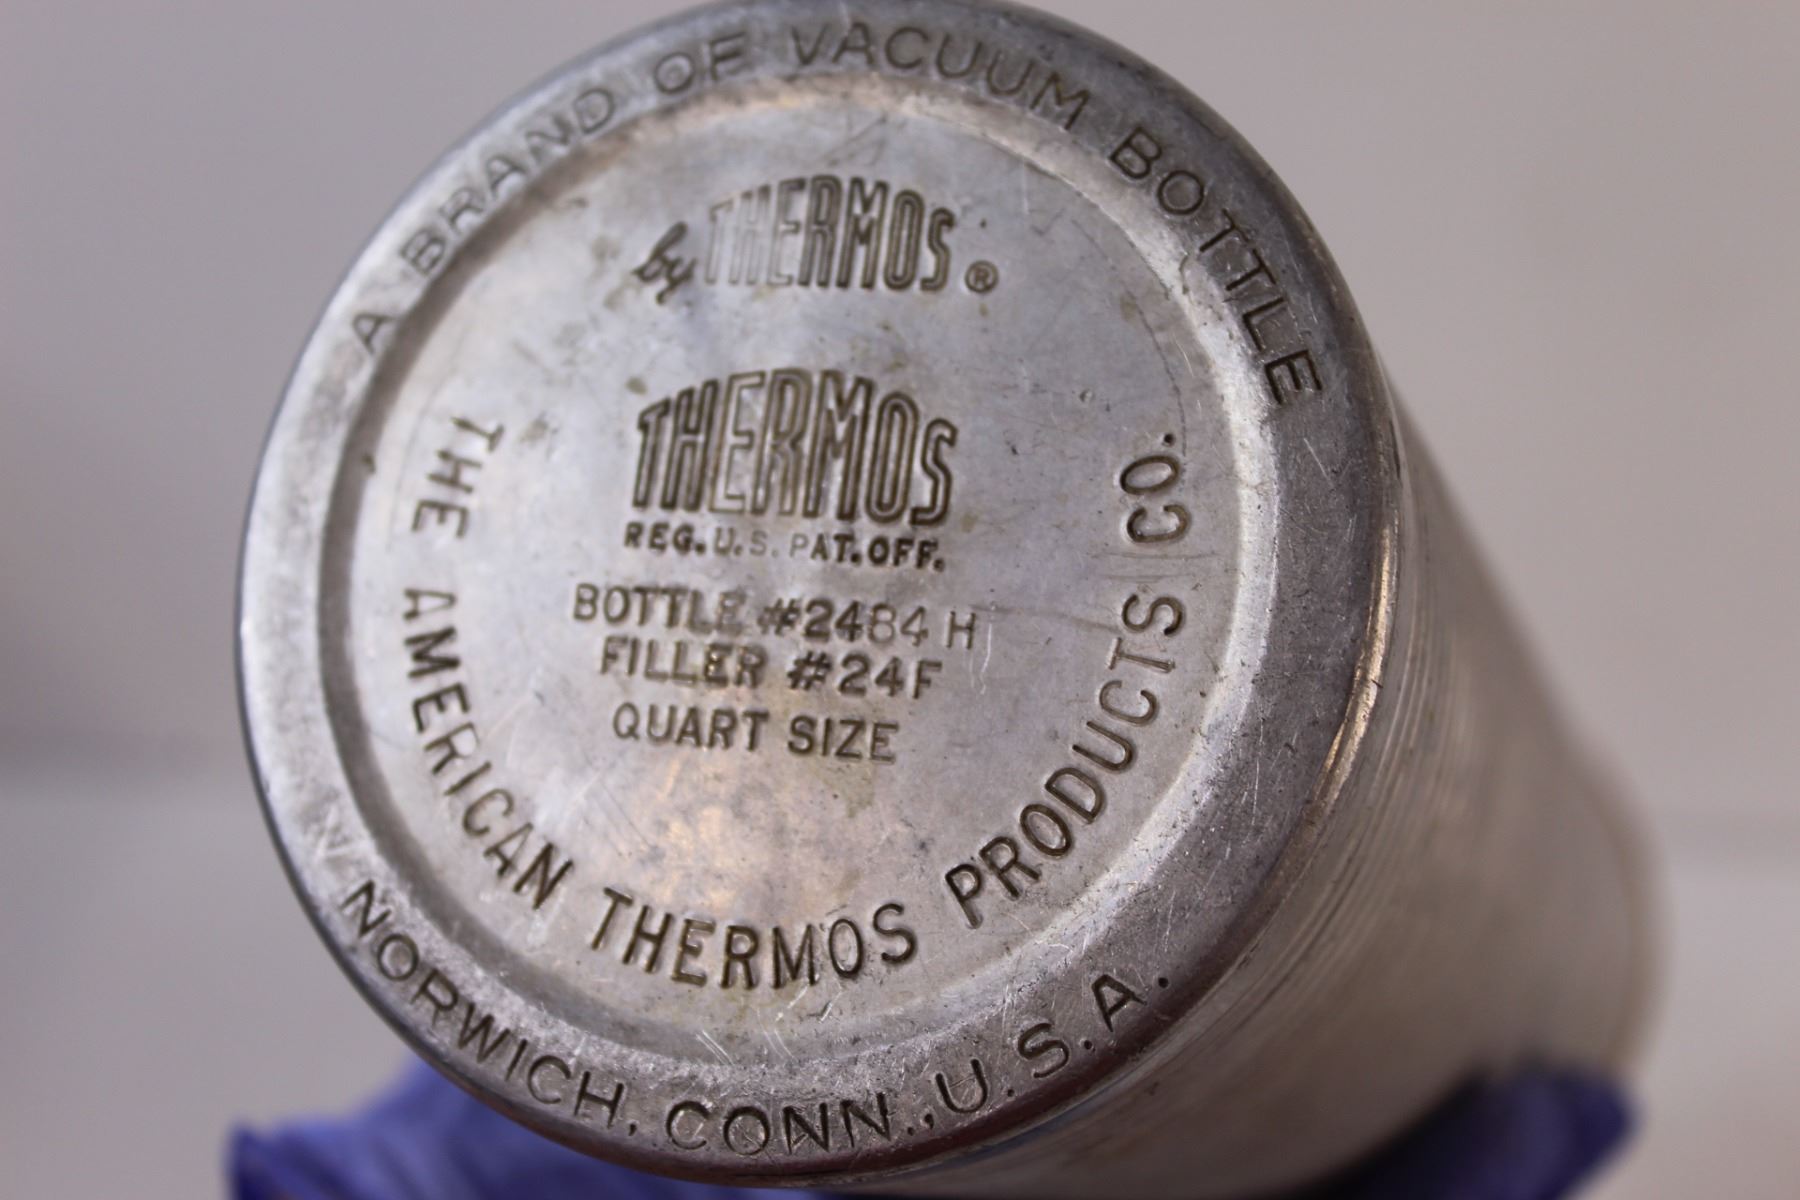 A BRAND OF VACUUM BOTTLE
by THERMOS ®
THERMOS
REG. U.S. PAT. OFF.
BOTTLE #2484 H
FILLER #24F
QUART SIZE
THE AMERICAN THERMOS PRODUCTS CO.
NORWICH, CONN., U.S.A.